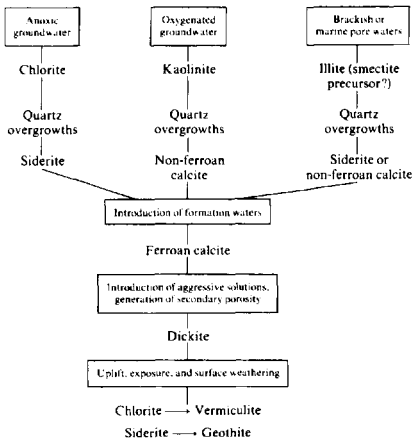 Anoxic
groundwater
Oxygenated
groundwater
Brackish or
marine pore waters
Chlorite
Kaolinite
Illite (smectite
precursor?)
Quartz
overgrowths
Quartz
overgrowths
Quartz
overgrowths
Siderite
Non-ferroan
calcite
Siderite or
non-ferroan calcite
Introduction of formation waters
Ferroan calcite
Introduction of aggressive solutions,
generation of secondary porosity
Dickite
Uplift, exposure, and surface weathering
Chlorite → Vermiculite
Siderite → Geothite